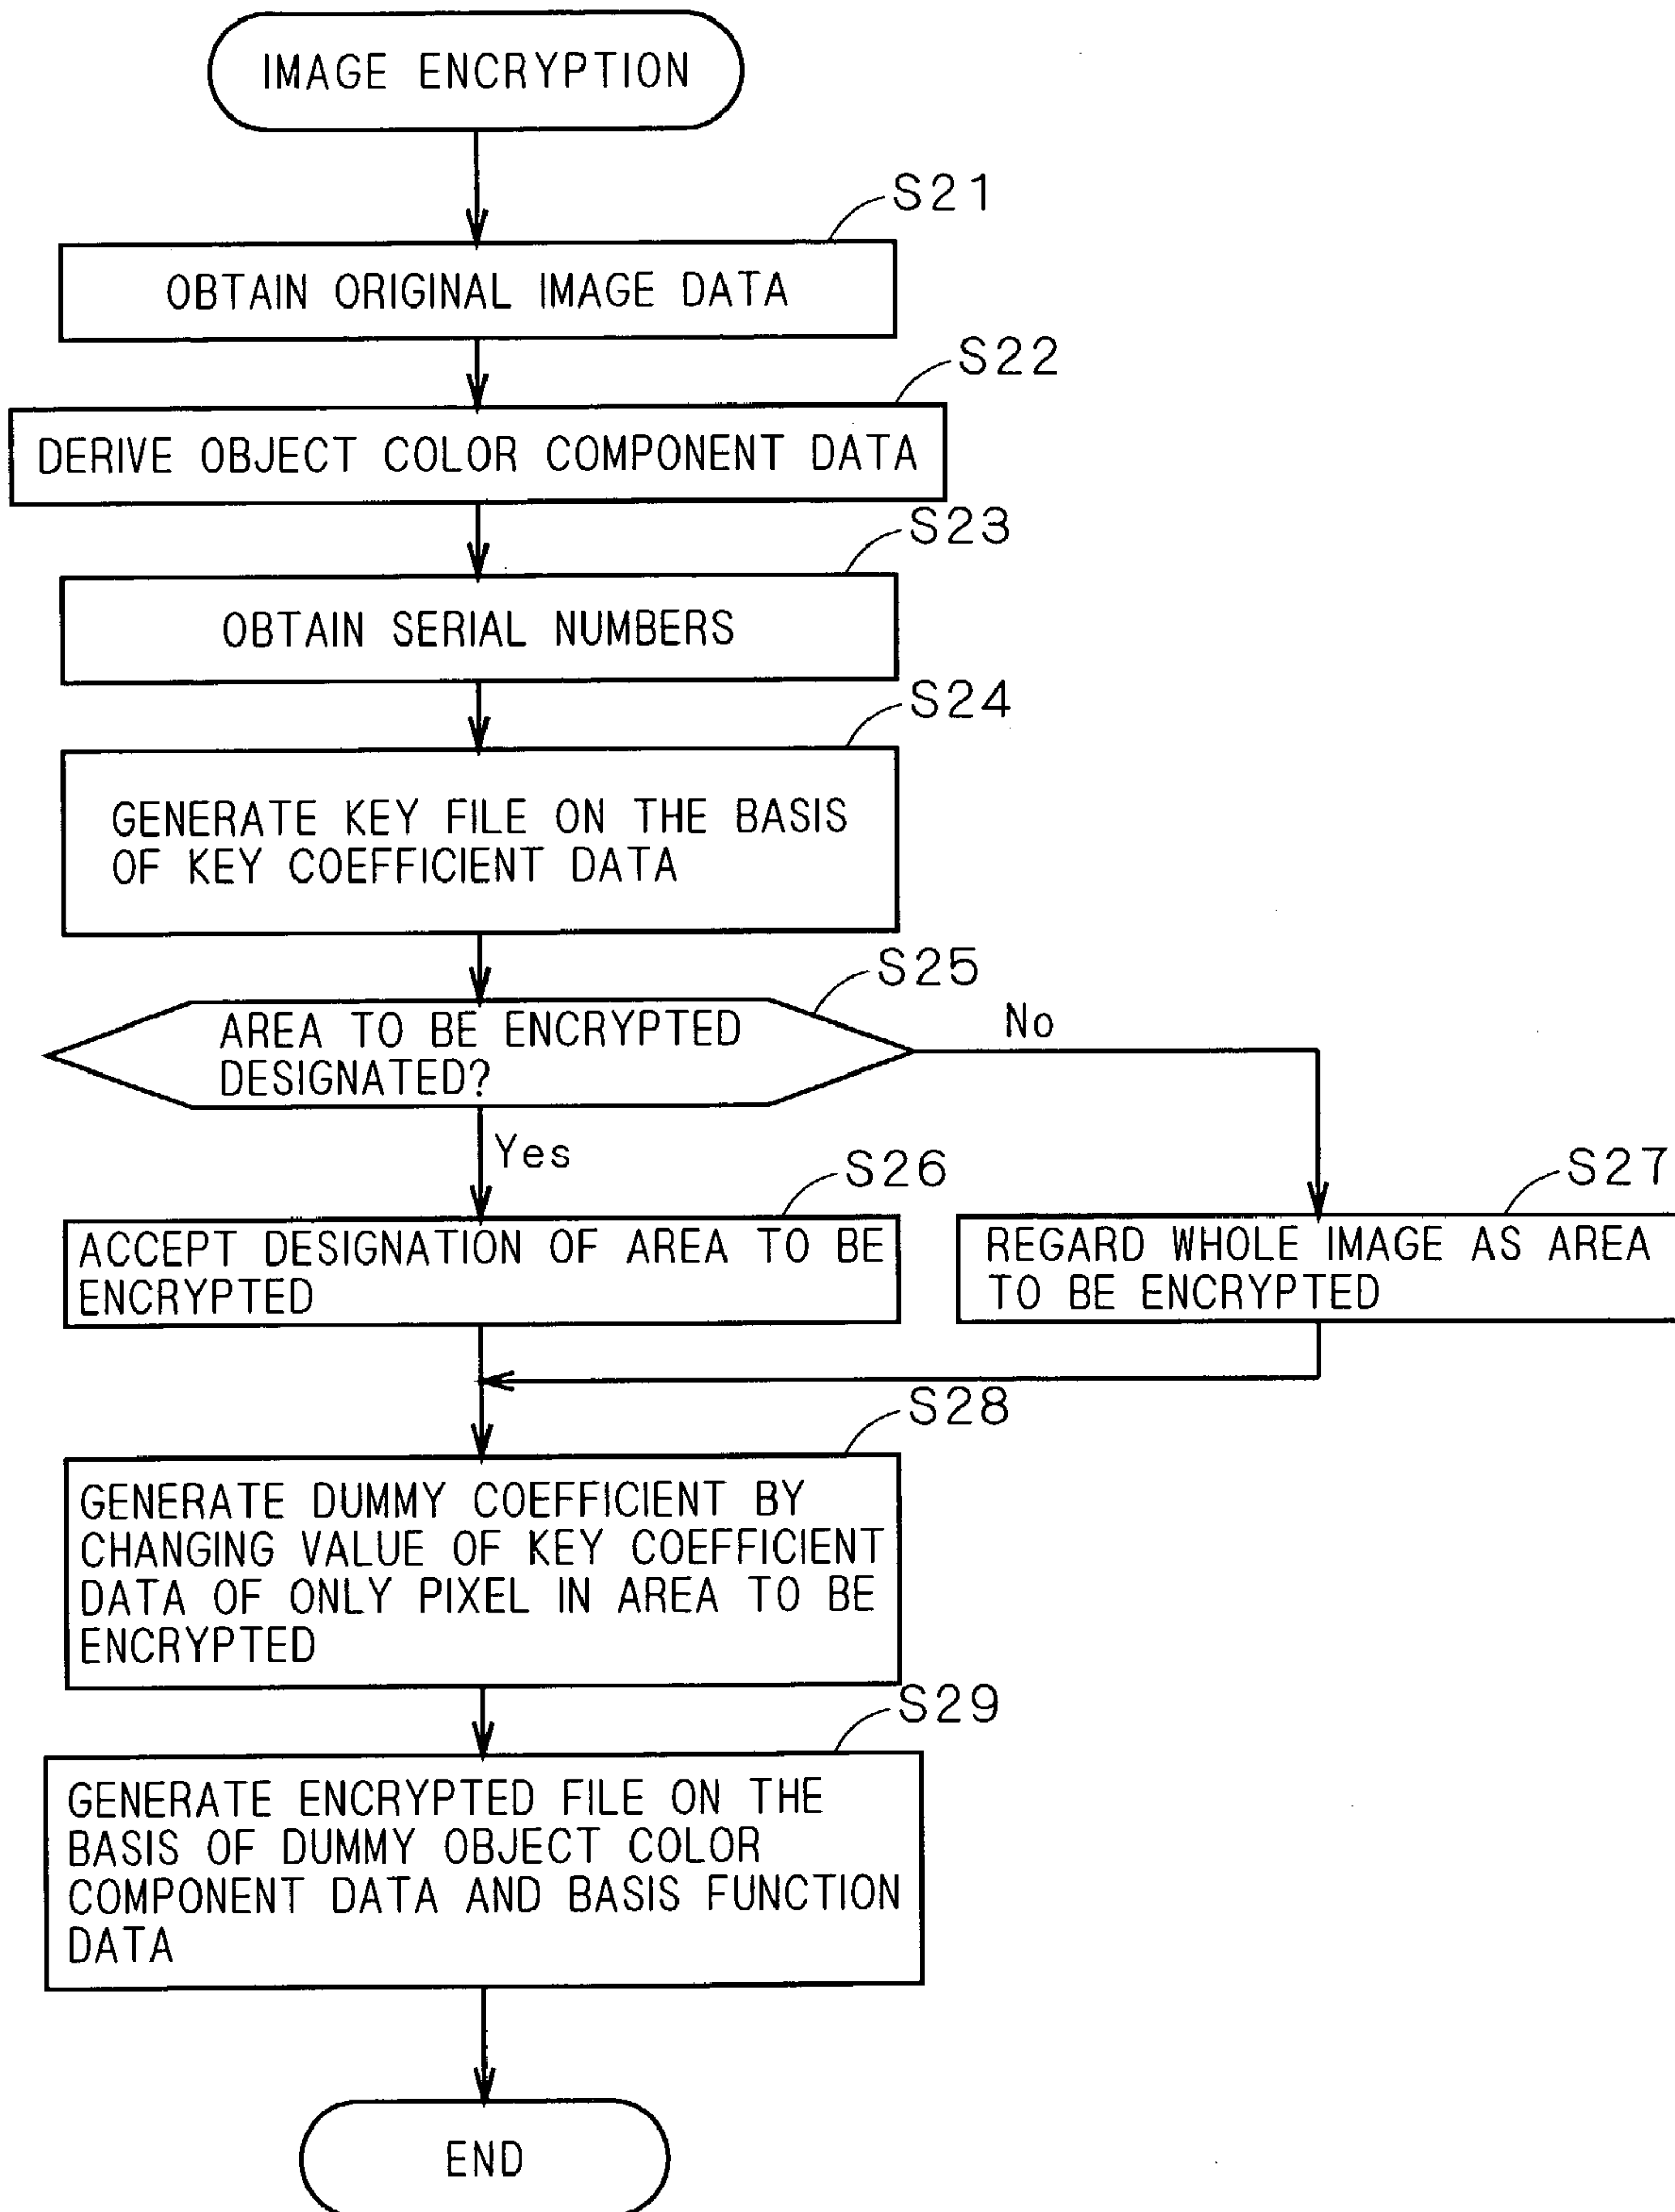 IMAGE ENCRYPTION
S21
OBTAIN ORIGINAL IMAGE DATA
S22
DERIVE OBJECT COLOR COMPONENT DATA
S23
OBTAIN SERIAL NUMBERS
S24
GENERATE KEY FILE ON THE BASIS
OF KEY COEFFICIENT DATA
S25
AREA TO BE ENCRYPTED
DESIGNATED?
No
Yes
S26
ACCEPT DESIGNATION OF AREA TO BE
ENCRYPTED
S27
REGARD WHOLE IMAGE AS AREA
TO BE ENCRYPTED
S28
GENERATE DUMMY COEFFICIENT BY
CHANGING VALUE OF KEY COEFFICIENT
DATA OF ONLY PIXEL IN AREA TO BE
ENCRYPTED
S29
GENERATE ENCRYPTED FILE ON THE
BASIS OF DUMMY OBJECT COLOR
COMPONENT DATA AND BASIS FUNCTION
DATA
END